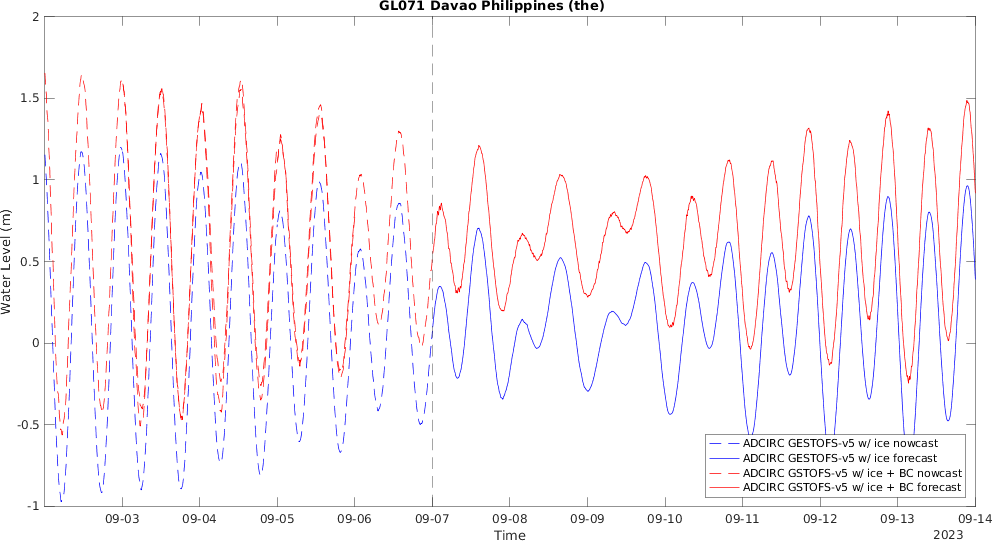 GL071 Davao Philippines (the)
Water Level (m)
2
1.5
1
0.5
0
-0.5
-1
09-03 09-04 09-05 09-06 09-07 09-08 09-09 09-10 09-11 09-12 09-13 09-14
Time
2023
ADCIRC GESTOFS-v5 w/ ice nowcast
ADCIRC GESTOFS-v5 w/ ice forecast
ADCIRC GSTOFS-v5 w/ ice + BC nowcast
ADCIRC GSTOFS-v5 w/ ice + BC forecast